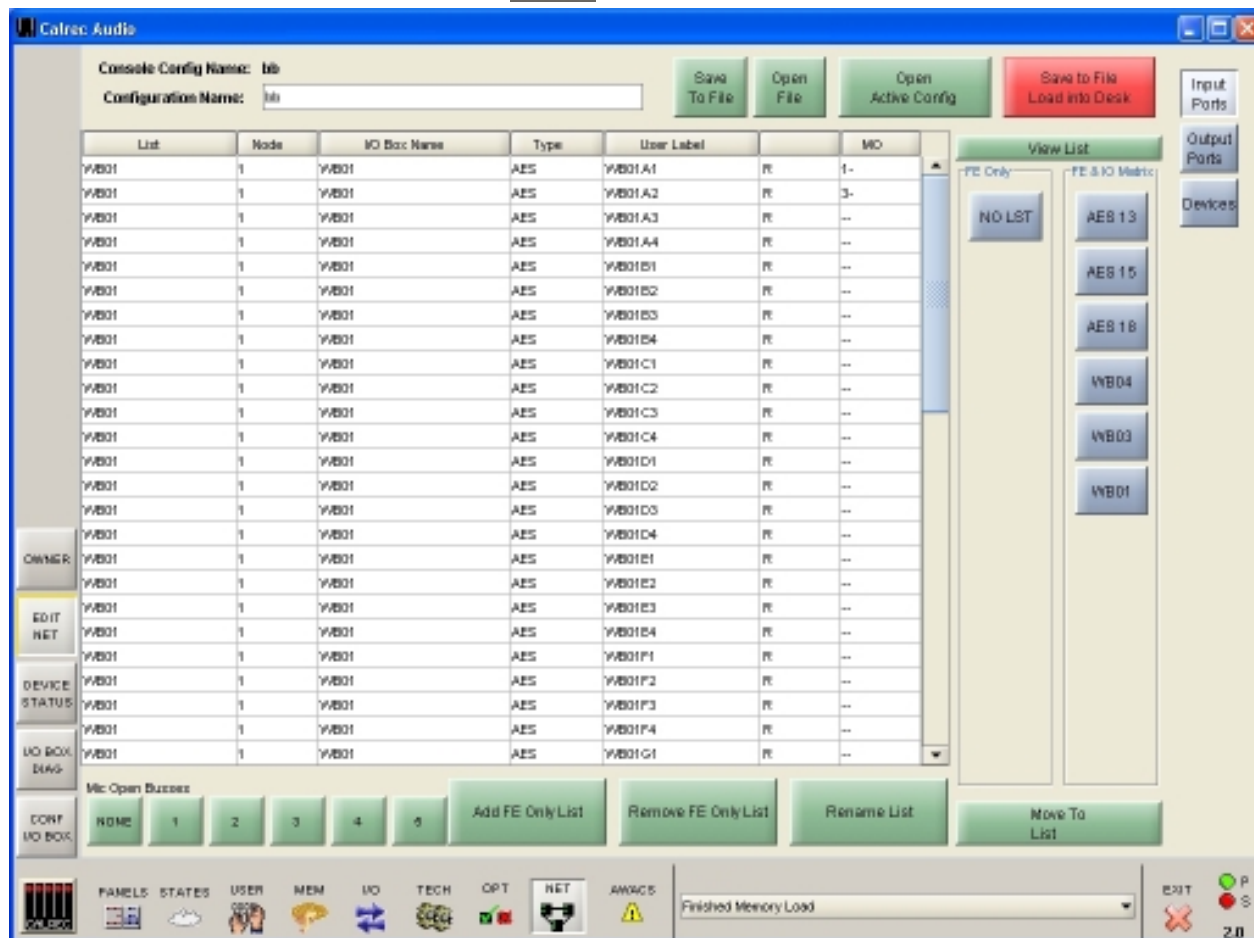 Calrec Audio
Console Config Name: bb
Configuration Name: bb
Save To File
Open File
Open Active Config
Save to File Load into Desk
Input Ports
Output Ports
Devices
List Node I/O Box Name Type User Label MO
WB01 1 WB01 AES WB01A1 R 1-
WB01 1 WB01 AES WB01A2 R 3-
WB01 1 WB01 AES WB01A3 R --
WB01 1 WB01 AES WB01A4 R --
WB01 1 WB01 AES WB01B1 R --
WB01 1 WB01 AES WB01B2 R --
WB01 1 WB01 AES WB01B3 R --
WB01 1 WB01 AES WB01B4 R --
WB01 1 WB01 AES WB01C1 R --
WB01 1 WB01 AES WB01C2 R --
WB01 1 WB01 AES WB01C3 R --
WB01 1 WB01 AES WB01C4 R --
WB01 1 WB01 AES WB01D1 R --
WB01 1 WB01 AES WB01D2 R --
WB01 1 WB01 AES WB01D3 R --
WB01 1 WB01 AES WB01D4 R --
WB01 1 WB01 AES WB01E1 R --
WB01 1 WB01 AES WB01E2 R --
WB01 1 WB01 AES WB01E3 R --
WB01 1 WB01 AES WB01E4 R --
WB01 1 WB01 AES WB01F1 R --
WB01 1 WB01 AES WB01F2 R --
WB01 1 WB01 AES WB01F3 R --
WB01 1 WB01 AES WB01F4 R --
WB01 1 WB01 AES WB01G1 R --
View List
FE Only
FE & IO Matrix
NO LST
AES 13
AES 15
AES 18
WB04
WB03
WB01
OWNER
EDIT NET
DEVICE STATUS
I/O BOX DIAG
CONF I/O BOX
Mic Open Busses
NONE 1 2 3 4 5
Add FE Only List
Remove FE Only List
Rename List
Move To List
CALREC
PANELS STATES USER MEM I/O TECH OPT NET AWACS
Finished Memory Load
EXIT
P
S
2.0